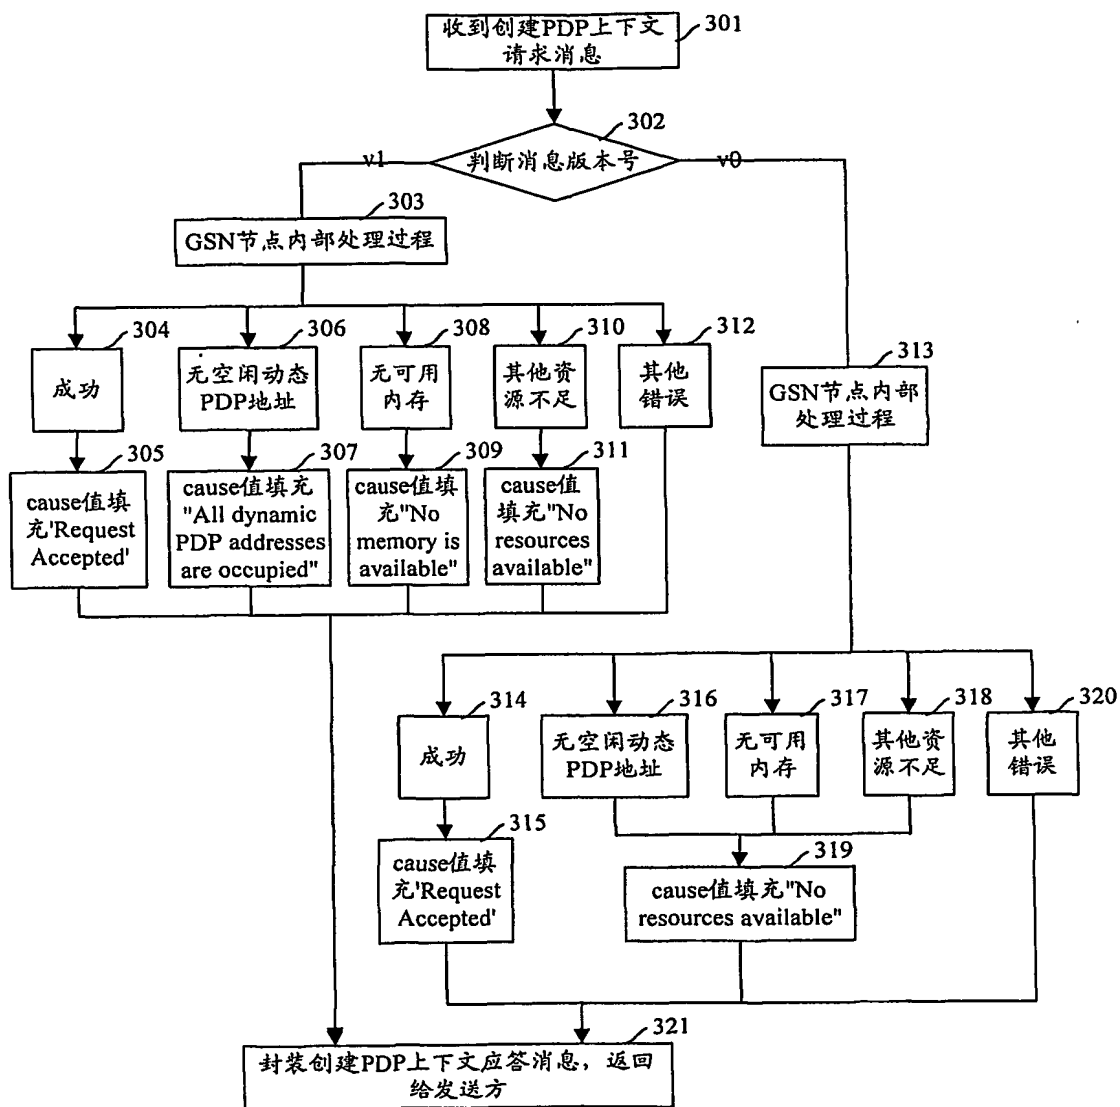 收到创建PDP上下文
请求消息
301
302
判断消息版本号
v1
v0
303
GSN节点内部处理过程
304
成功
306
无空闲动态
PDP地址
308
无可用
内存
310
其他资
源不足
312
其他
错误
313
GSN节点内部
处理过程
305
cause值填
充'Request
Accepted'
307
cause值填充
"All dynamic
PDP addresses
are occupied"
309
cause值填
充"No
memory is
available"
311
cause值
填充"No
resources
available"
314
成功
316
无空闲动态
PDP地址
317
无可用
内存
318
其他资
源不足
320
其他
错误
315
cause值填
充'Request
Accepted'
319
cause值填充"No
resources available"
321
封装创建PDP上下文应答消息，返回
给发送方